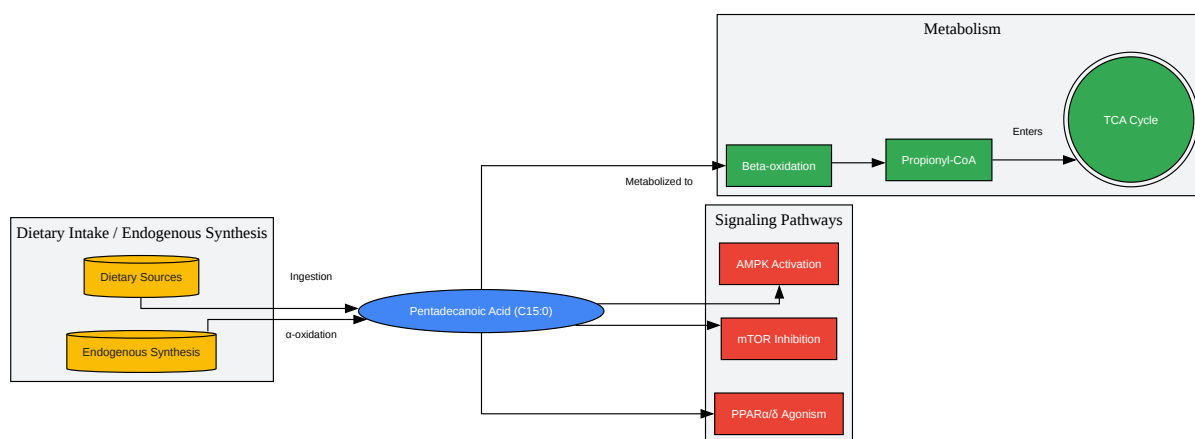 Metabolism
TCA Cycle
Enters
Propionyl-CoA
Beta-oxidation
Metabolized to
Dietary Intake / Endogenous Synthesis
Signaling Pathways
Dietary Sources
Ingestion
AMPK Activation
Pentadecanoic Acid (C15:0)
α-oxidation
mTOR Inhibition
Endogenous Synthesis
PPARα/δ Agonism